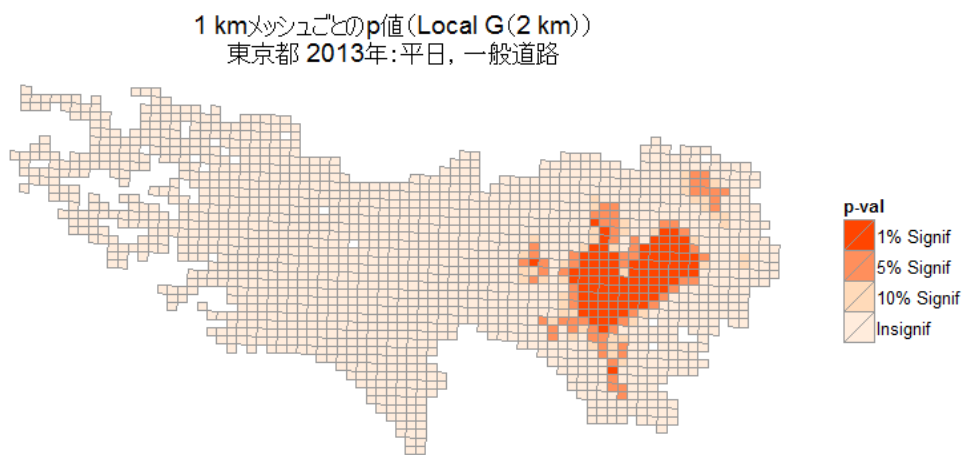 1 kmメッシュごとのp値（Local G（2 km））
東京都 2013年：平日，一般道路
p-val
1% Signif
5% Signif
10% Signif
Insignif